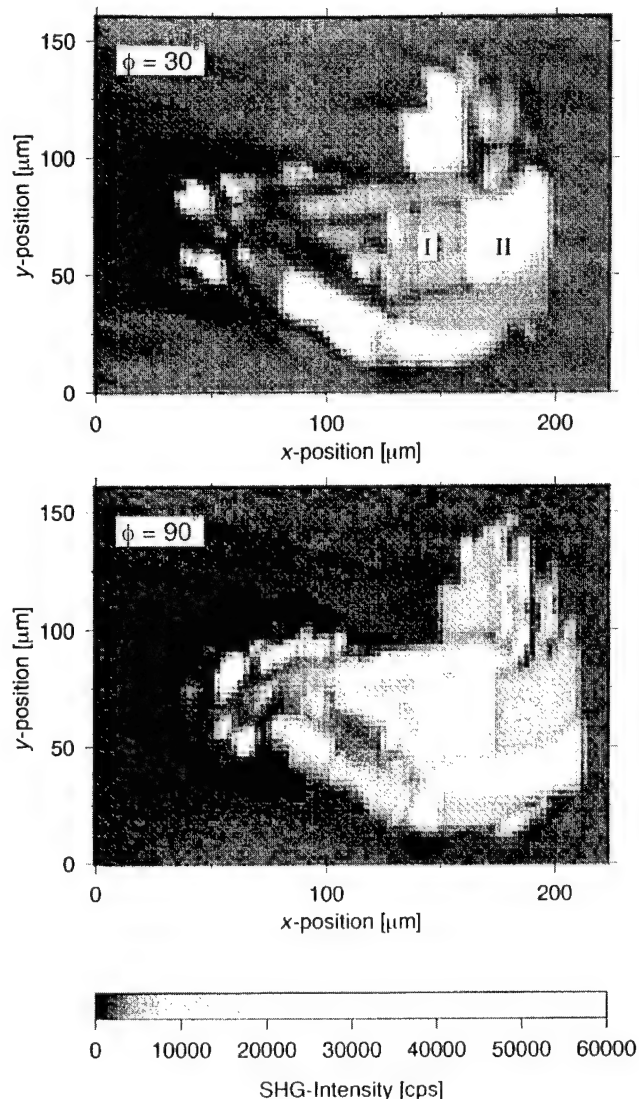 150
ϕ = 30°
100
50
0
y-position [μm]
I
II
0
100
200
x-position [μm]
150
ϕ = 90°
100
50
0
y-position [μm]
0
100
200
x-position [μm]
0
10000
20000
30000
40000
50000
60000
SHG-Intensity [cps]